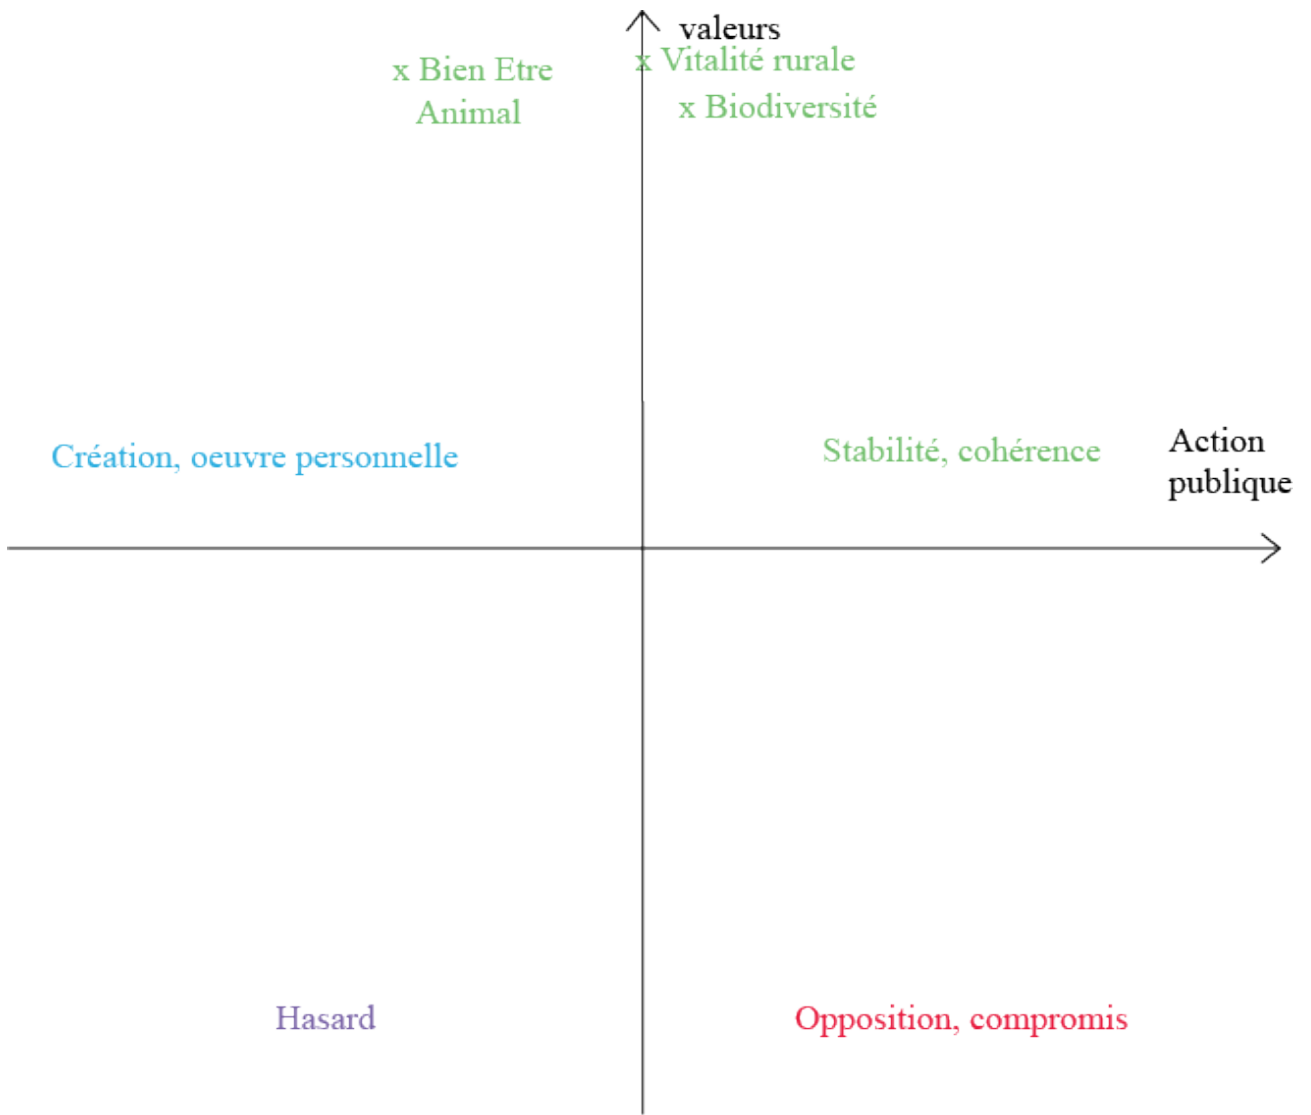 valeurs
x Vitalité rurale
x Bien Etre
Animal
x Biodiversité
Création, oeuvre personnelle
Stabilité, cohérence
Action
publique
Hasard
Opposition, compromis